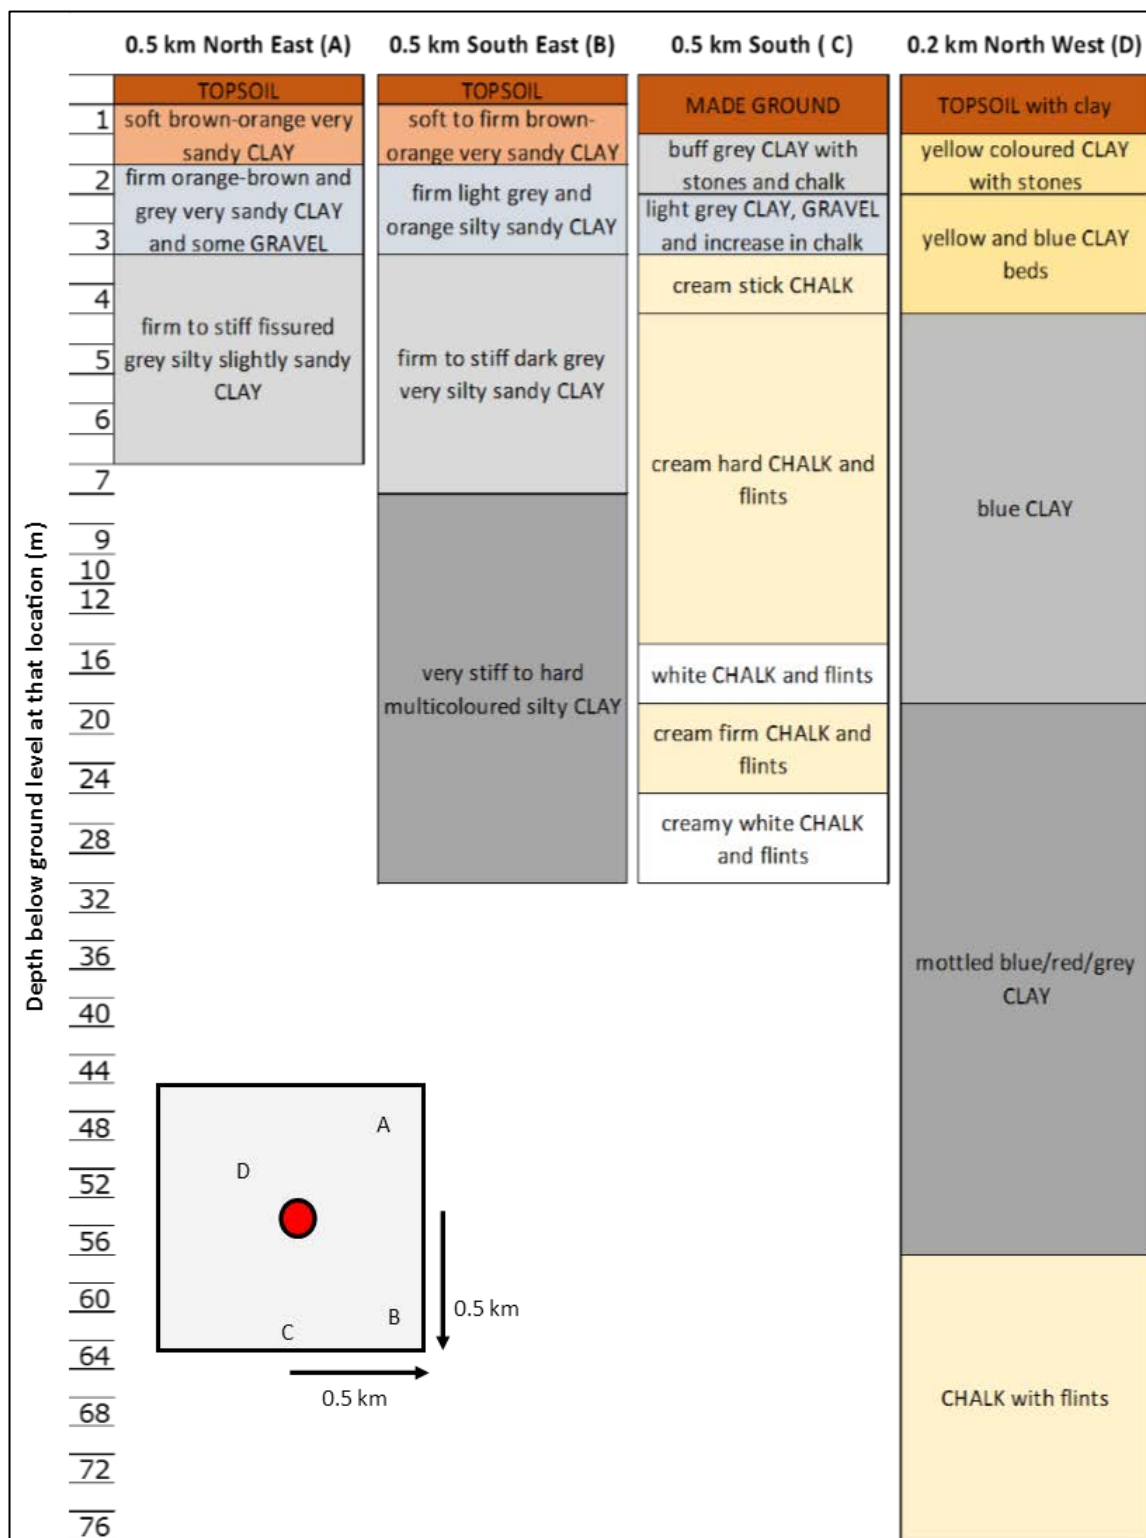 0.5 km North East (A)
0.5 km South East (B)
0.5 km South ( C)
0.2 km North West (D)
Depth below ground level at that location (m)
1
2
3
4
5
6
7
9
10
12
16
20
24
28
32
36
40
44
48
52
56
60
64
68
72
76
TOPSOIL
soft brown-orange very
sandy CLAY
firm orange-brown and
grey very sandy CLAY
and some GRAVEL
firm to stiff fissured
grey silty slightly sandy
CLAY
TOPSOIL
soft to firm brown-
orange very sandy CLAY
firm light grey and
orange silty sandy CLAY
firm to stiff dark grey
very silty sandy CLAY
very stiff to hard
multicoloured silty CLAY
MADE GROUND
buff grey CLAY with
stones and chalk
light grey CLAY, GRAVEL
and increase in chalk
cream stick CHALK
cream hard CHALK and
flints
white CHALK and flints
cream firm CHALK and
flints
creamy white CHALK
and flints
TOPSOIL with clay
yellow coloured CLAY
with stones
yellow and blue CLAY
beds
blue CLAY
mottled blue/red/grey
CLAY
CHALK with flints
A
D
B
C
0.5 km
0.5 km